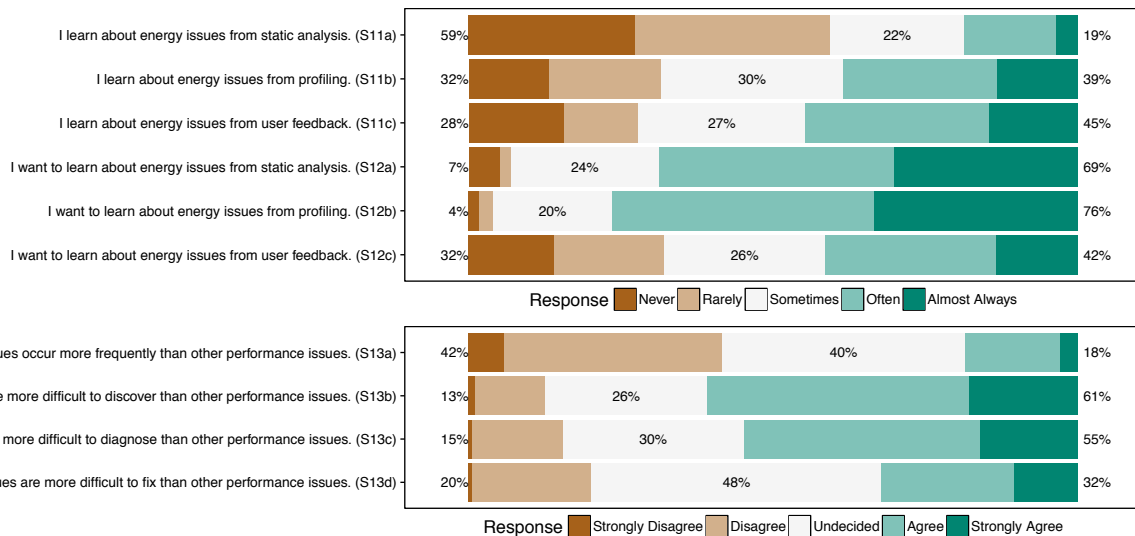 I learn about energy issues from static analysis. (S11a) 59% 22% 19%
I learn about energy issues from profiling. (S11b) 32% 30% 39%
I learn about energy issues from user feedback. (S11c) 28% 27% 45%
I want to learn about energy issues from static analysis. (S12a) 7% 24% 69%
I want to learn about energy issues from profiling. (S12b) 4% 20% 76%
I want to learn about energy issues from user feedback. (S12c) 32% 26% 42%
Response Never Rarely Sometimes Often Almost Always
occur more frequently than other performance issues. (S13a) 42% 40% 18%
more difficult to discover than other performance issues. (S13b) 13% 26% 61%
more difficult to diagnose than other performance issues. (S13c) 15% 30% 55%
are more difficult to fix than other performance issues. (S13d) 20% 48% 32%
Response Strongly Disagree Disagree Undecided Agree Strongly Agree